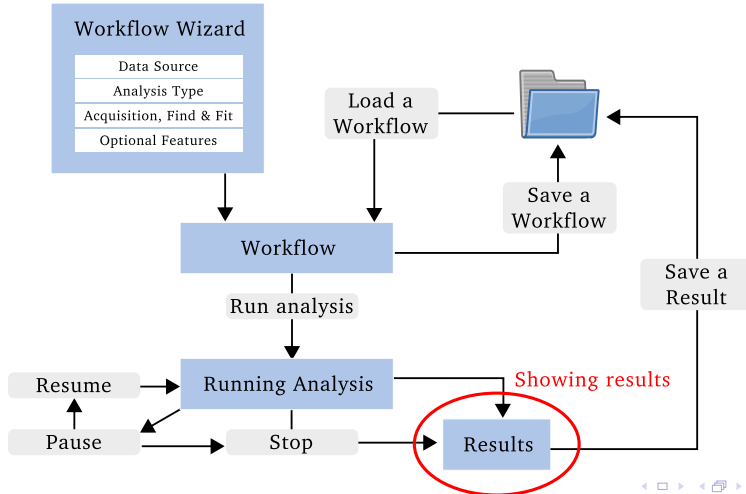 Workflow Wizard
Data Source
Analysis Type
Acquisition, Find & Fit
Optional Features
Load a
Workflow
Save a
Workflow
Workflow
Save a
Result
Run analysis
Running Analysis
Showing results
Resume
Pause
Stop
Results